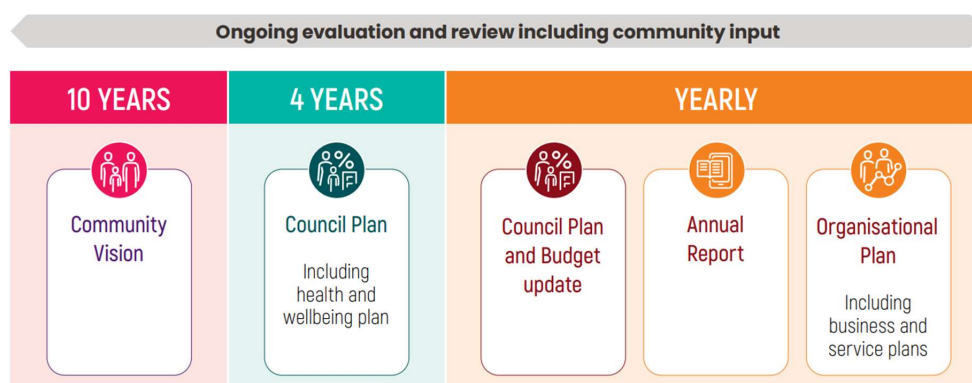 Ongoing evaluation and review including community input
10 YEARS
4 YEARS
YEARLY
Community
Vision
Council Plan
Including
health and
wellbeing plan
Council Plan
and Budget
update
Annual
Report
Organisational
Plan
Including
business and
service plans